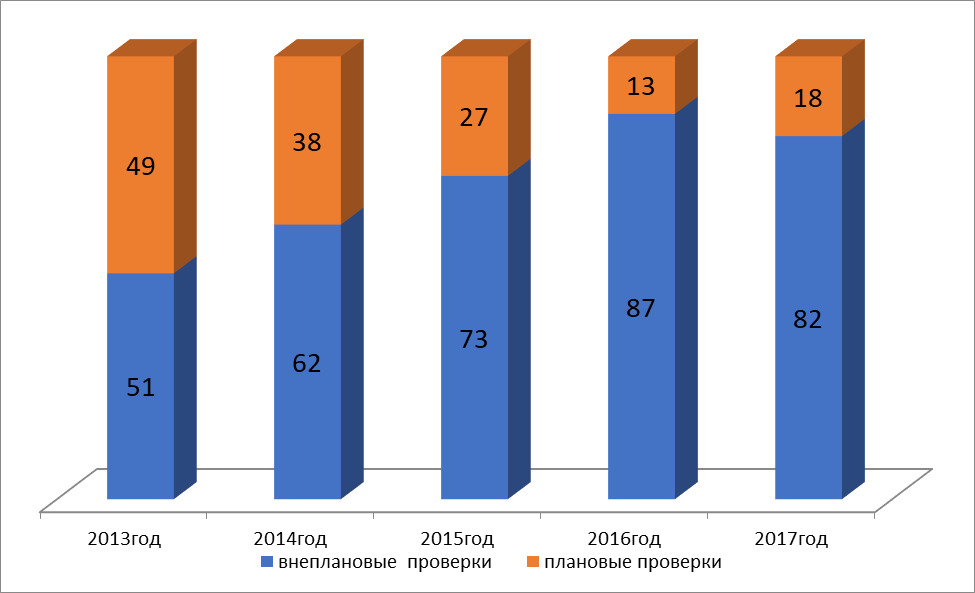 49
38
27
13
18
51
62
73
87
82
2013год
2014год
2015год
2016год
2017год
внеплановые  проверки
плановые проверки